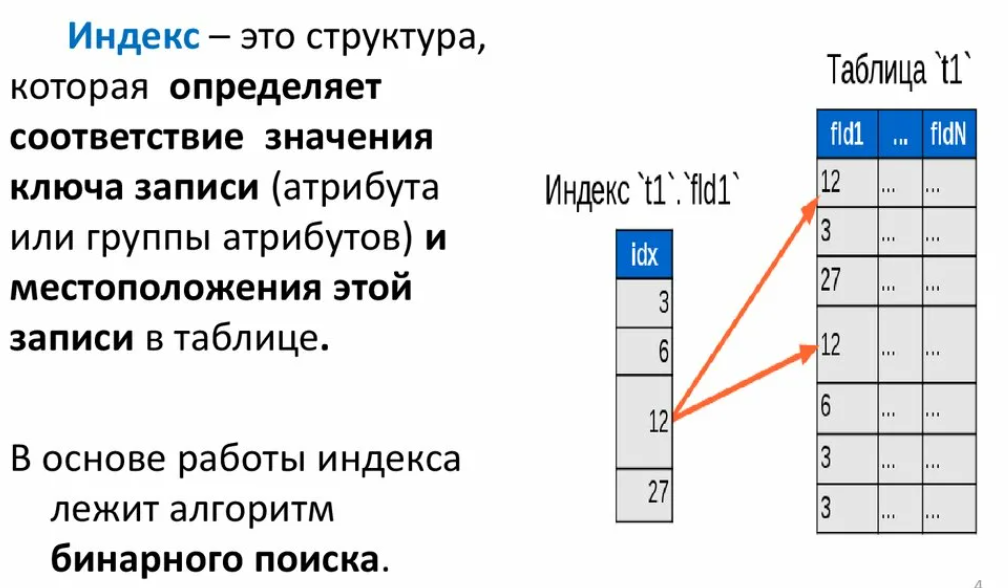 Индекс – это структура,
которая определяет
соответствие значения
ключа записи (атрибута
или группы атрибутов) и
местоположения этой
записи в таблице.
В основе работы индекса
лежит алгоритм
бинарного поиска.
Индекс `t1`.`fld1`
idx
3
6
12
27
Таблица `t1`
fld1 ... fldN
12 ... ...
3 ... ...
27 ... ...
12 ... ...
6 ... ...
3 ... ...
3 ... ...
4